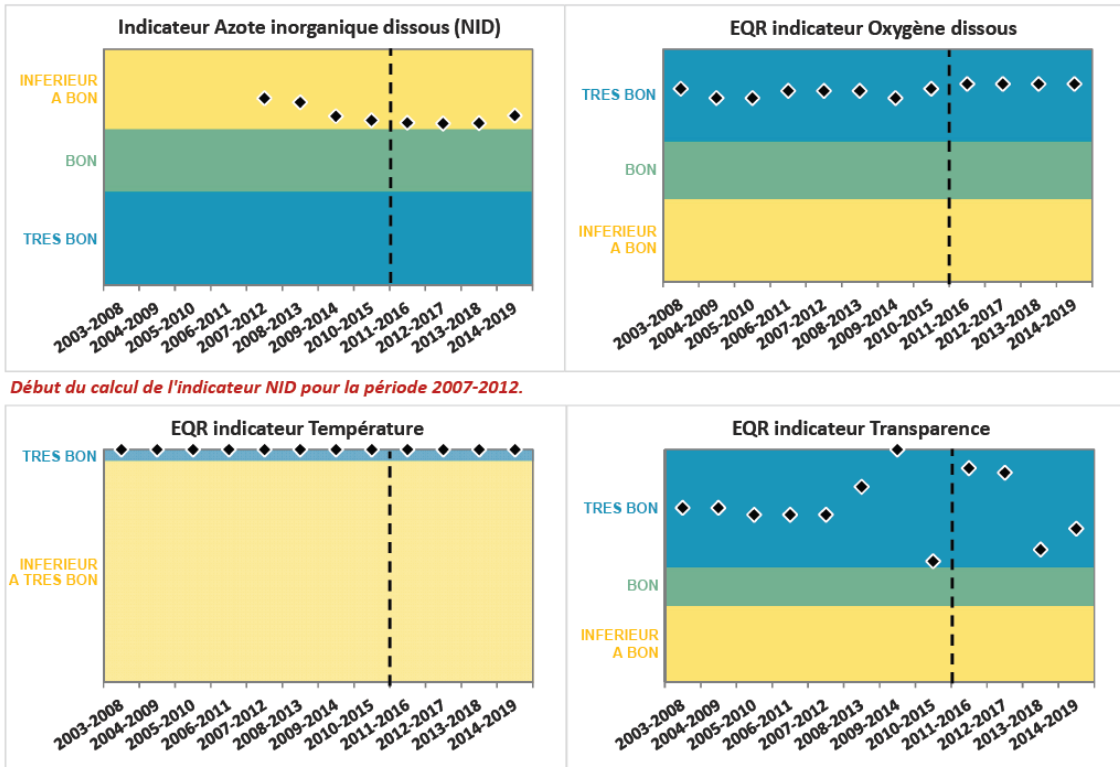 Indicateur Azote inorganique dissous (NID)
INFERIEUR
A BON
BON
TRES BON
2003-2008
2004-2009
2005-2010
2006-2011
2007-2012
2008-2013
2009-2014
2010-2015
2011-2016
2012-2017
2013-2018
2014-2019
EQR indicateur Oxygène dissous
TRES BON
BON
INFERIEUR
A BON
2003-2008
2004-2009
2005-2010
2006-2011
2007-2012
2008-2013
2009-2014
2010-2015
2011-2016
2012-2017
2013-2018
2014-2019
Début du calcul de l'indicateur NID pour la période 2007-2012.
EQR indicateur Température
TRES BON
INFERIEUR
A TRES BON
2003-2008
2004-2009
2005-2010
2006-2011
2007-2012
2008-2013
2009-2014
2010-2015
2011-2016
2012-2017
2013-2018
2014-2019
EQR indicateur Transparence
TRES BON
BON
INFERIEUR
A BON
2003-2008
2004-2009
2005-2010
2006-2011
2007-2012
2008-2013
2009-2014
2010-2015
2011-2016
2012-2017
2013-2018
2014-2019